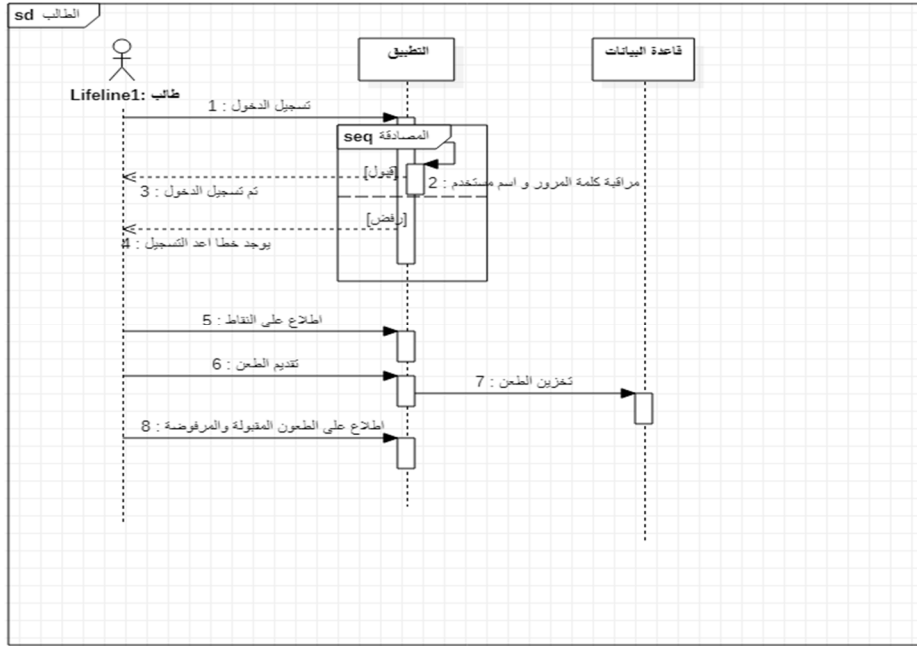 sd الطالب
التطبيق
قاعدة البيانات
Lifeline1: طالب
1 : تسجيل الدخول
seq المصادقة
[قبول]
2 : مراقبة كلمة المرور و اسم مستخدم
3 : تم تسجيل الدخول
[رفض]
4 : يوجد خطا اعد التسجيل
5 : اطلاع على النقاط
6 : تقديم الطعن
7 : تخزين الطعن
8 : اطلاع على الطعون المقبولة والمرفوضة